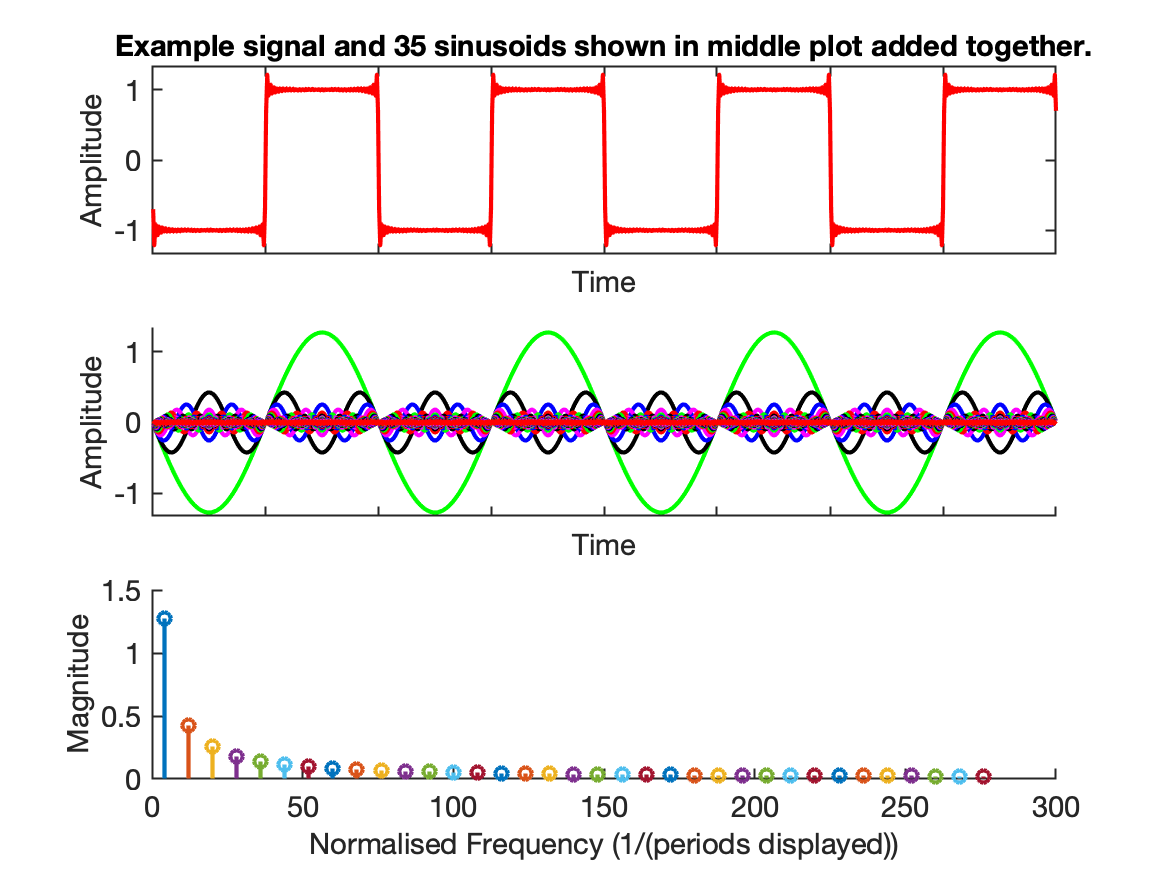 Example signal and 35 sinusoids shown in middle plot added together.
Amplitude
1
0
-1
Time
Amplitude
1
0
-1
Time
Magnitude
1.5
1
0.5
0
0 50 100 150 200 250 300
Normalised Frequency (1/(periods displayed))